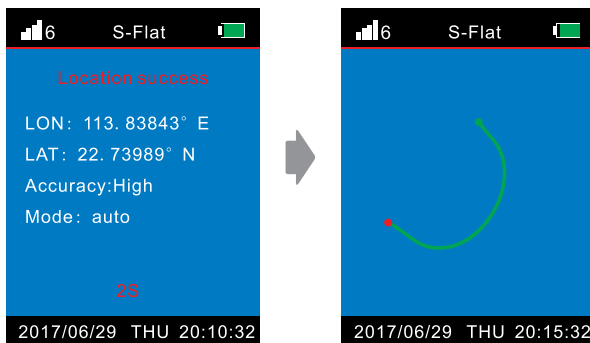 6 S-Flat
Location success
LON: 113.83843° E
LAT: 22.73989° N
Accuracy:High
Mode: auto
2S
2017/06/29 THU 20:10:32
6 S-Flat
2017/06/29 THU 20:15:32